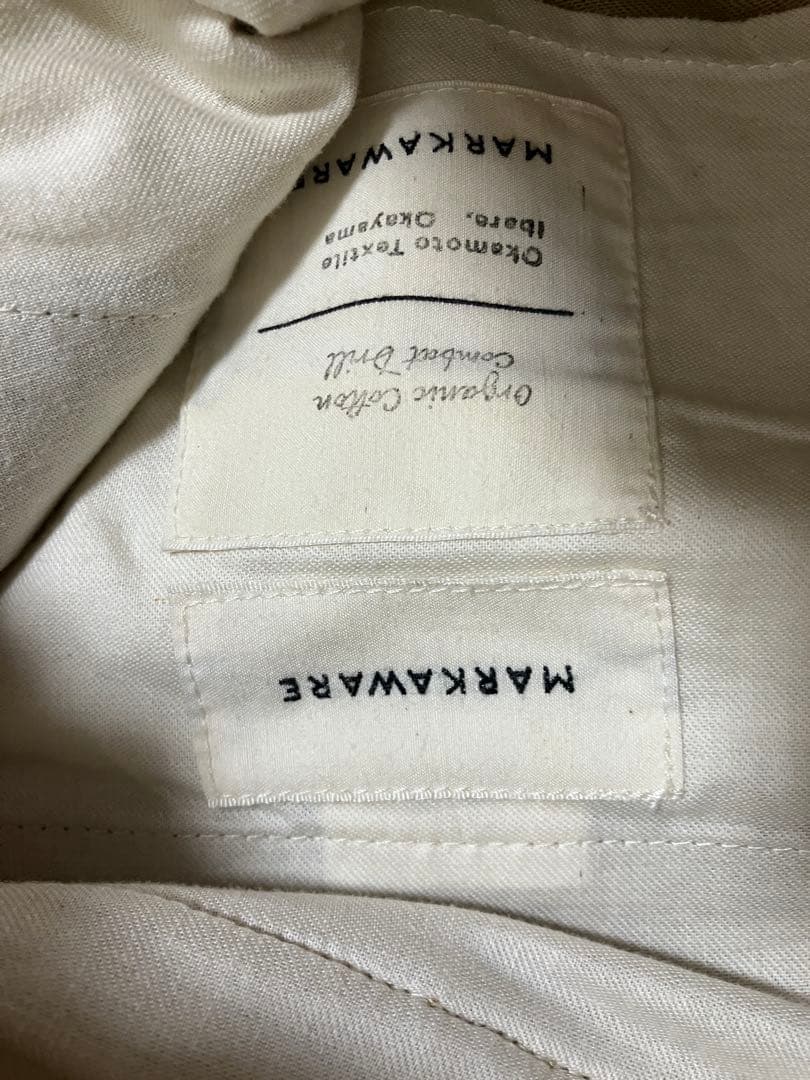 MARKAWARE
Organic Cotton
Combat Drill
Okamoto Textile
Ibara, Okayama
MARKAWARE